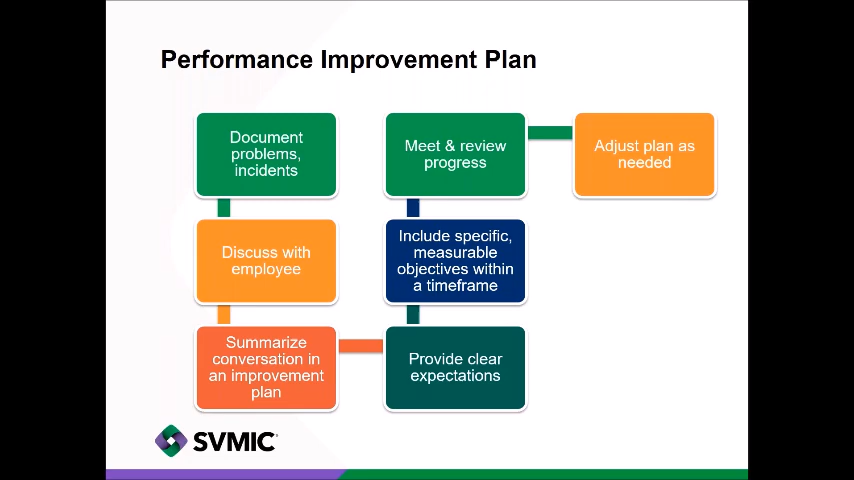 Performance Improvement Plan
Document
problems,
incidents
Discuss with
employee
Summarize
conversation in
an improvement
plan
Provide clear
expectations
Include specific,
measurable
objectives within
a timeframe
Meet & review
progress
Adjust plan as
needed
SVMIC